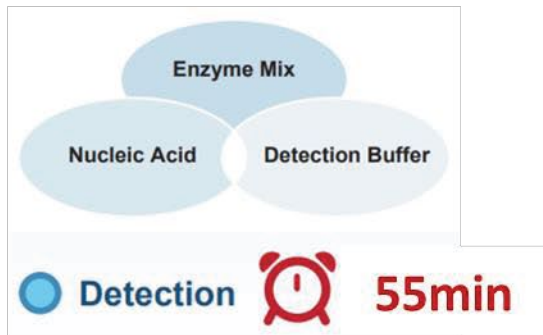 Enzyme Mix
Nucleic Acid
Detection Buffer
Detection
55min